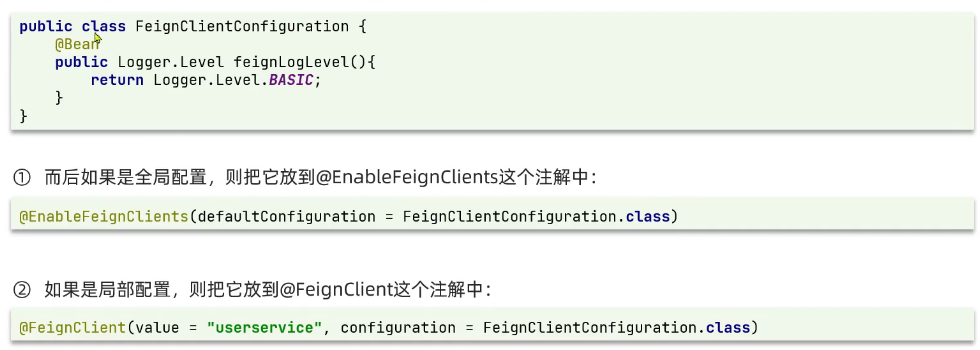 public class FeignClientConfiguration {
    @Bean
    public Logger.Level feignLogLevel(){
        return Logger.Level.BASIC;
    }
}
① 而后如果是全局配置，则把它放到@EnableFeignClients这个注解中：
@EnableFeignClients(defaultConfiguration = FeignClientConfiguration.class)
② 如果是局部配置，则把它放到@FeignClient这个注解中：
@FeignClient(value = "userservice", configuration = FeignClientConfiguration.class)